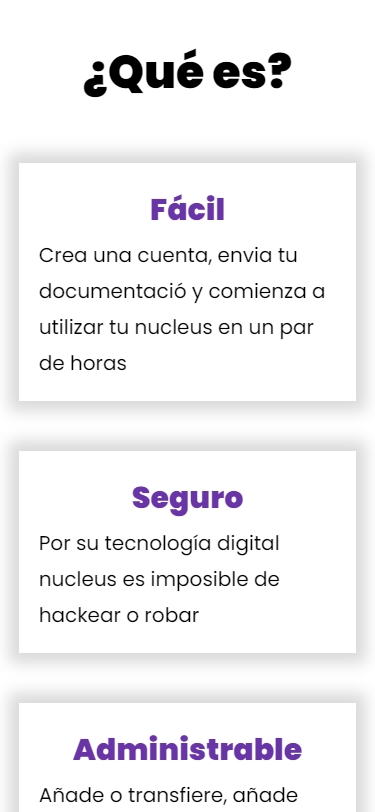 ¿Qué es?
Fácil
Crea una cuenta, envia tu
documentació y comienza a
utilizar tu nucleus en un par
de horas
Seguro
Por su tecnología digital
nucleus es imposible de
hackear o robar
Administrable
Añade o transfiere, añade